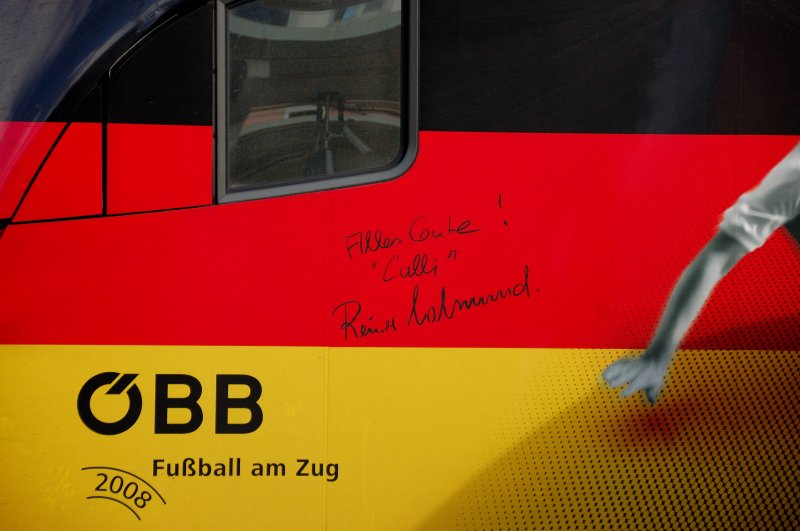 Alles Gute !
"Calli"
Reiner Calmund.
ÖBB
Fußball am Zug
2008